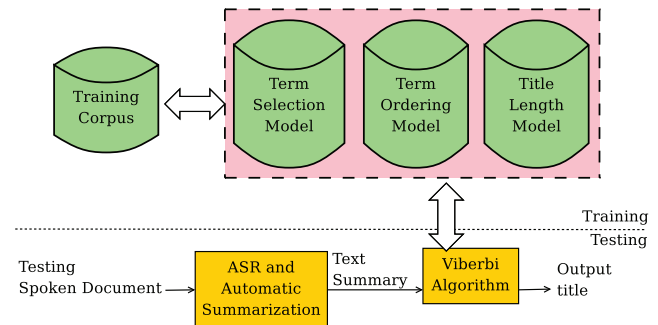 Training
Corpus
Term
Selection
Model
Term
Ordering
Model
Title
Length
Model
Training
Testing
Testing
Spoken Document
ASR and
Automatic
Summarization
Text
Summary
Viberbi
Algorithm
Output
title